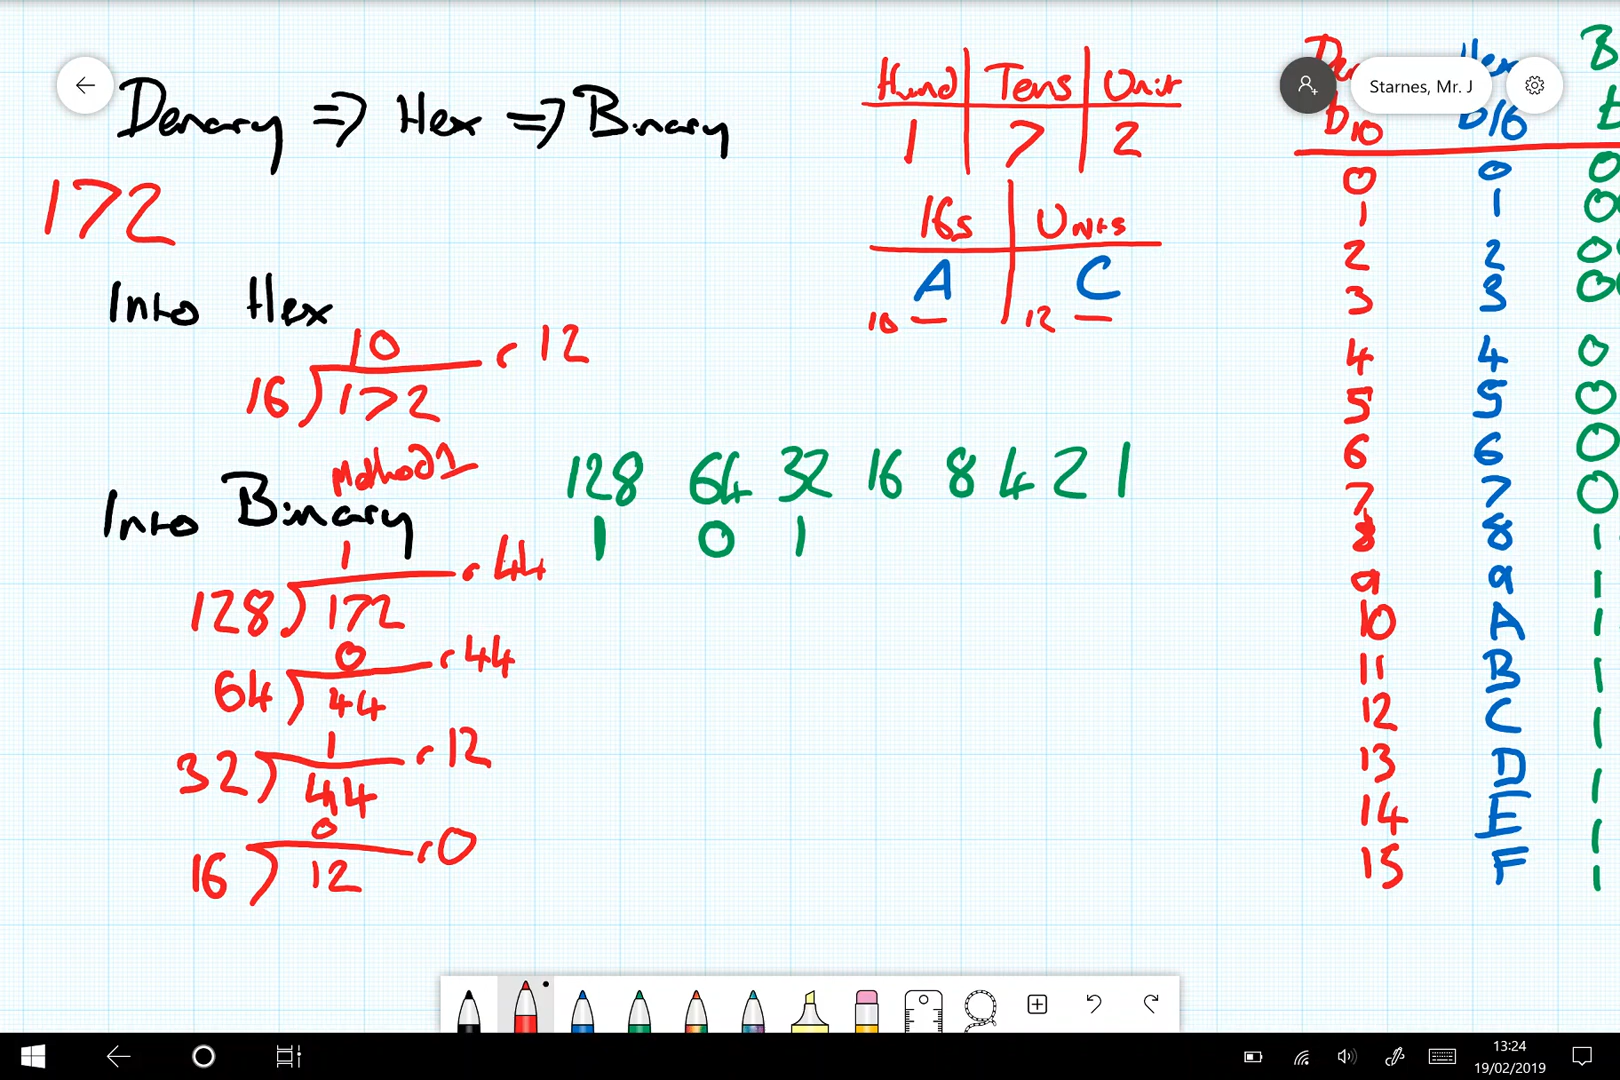 Denary => Hex => Binary
172
Into Hex
10 r 12
16 172
Method 1
Into Binary
1 r 44
128 172
0 r 44
64 44
1 r 12
32 44
0 r 0
16 12
128 64 32 16 8 4 2 1
1 0 1
Hund Tens Unit
1 7 2
16s Units
A C
10 12
Starnes, Mr. J
b10 b16
0 0 0
1 1 00
2 2 00
3 3 00
4 4 0
5 5 0
6 6 0
7 7 0
8 8 1
9 9 1
10 A 1
11 B 1
12 C 1
13 D 1
14 E 1
15 F 1
13:24
19/02/2019